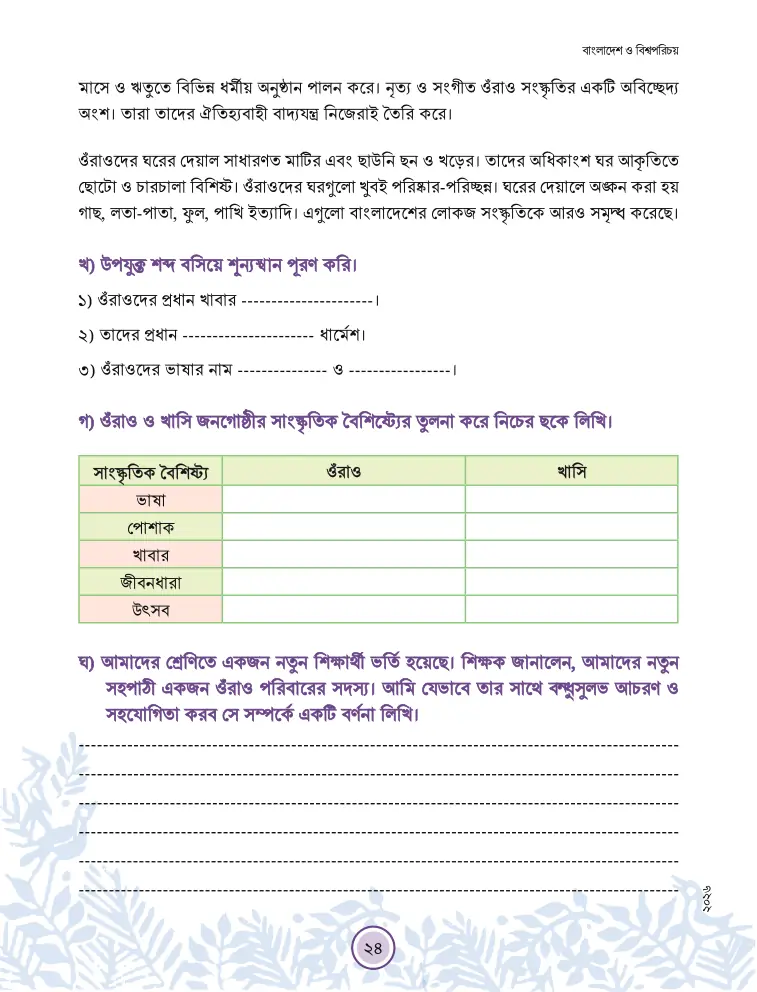 বাংলাদেশ ও বিশ্বপরিচয়
মাসে ও ঋতুতে বিভিন্ন ধর্মীয় অনুষ্ঠান পালন করে। নৃত্য ও সংগীত ওঁরাও সংস্কৃতির একটি অবিচ্ছেদ্য
অংশ। তারা তাদের ঐতিহ্যবাহী বাদ্যযন্ত্র নিজেরাই তৈরি করে।
ওঁরাওদের ঘরের দেয়াল সাধারণত মাটির এবং ছাউনি ছন ও খড়ের। তাদের অধিকাংশ ঘর আকৃতিতে
ছোটো ও চারচালা বিশিষ্ট। ওঁরাওদের ঘরগুলো খুবই পরিষ্কার-পরিচ্ছন্ন। ঘরের দেয়ালে অঙ্কন করা হয়
গাছ, লতা-পাতা, ফুল, পাখি ইত্যাদি। এগুলো বাংলাদেশের লোকজ সংস্কৃতিকে আরও সমৃদ্ধ করেছে।
খ) উপযুক্ত শব্দ বসিয়ে শূন্যস্থান পূরণ করি।
১) ওঁরাওদের প্রধান খাবার ----------------------।
২) তাদের প্রধান ---------------------- ধার্মেশ।
৩) ওঁরাওদের ভাষার নাম --------------- ও -----------------।
গ) ওঁরাও ও খাসি জনগোষ্ঠীর সাংস্কৃতিক বৈশিষ্ট্যের তুলনা করে নিচের ছকে লিখি।
সাংস্কৃতিক বৈশিষ্ট্য ওঁরাও খাসি
ভাষা
পোশাক
খাবার
জীবনধারা
উৎসব
ঘ) আমাদের শ্রেণিতে একজন নতুন শিক্ষার্থী ভর্তি হয়েছে। শিক্ষক জানালেন, আমাদের নতুন
সহপাঠী একজন ওঁরাও পরিবারের সদস্য। আমি যেভাবে তার সাথে বন্ধুসুলভ আচরণ ও
সহযোগিতা করব সে সম্পর্কে একটি বর্ণনা লিখি।
২০২৬
২৪